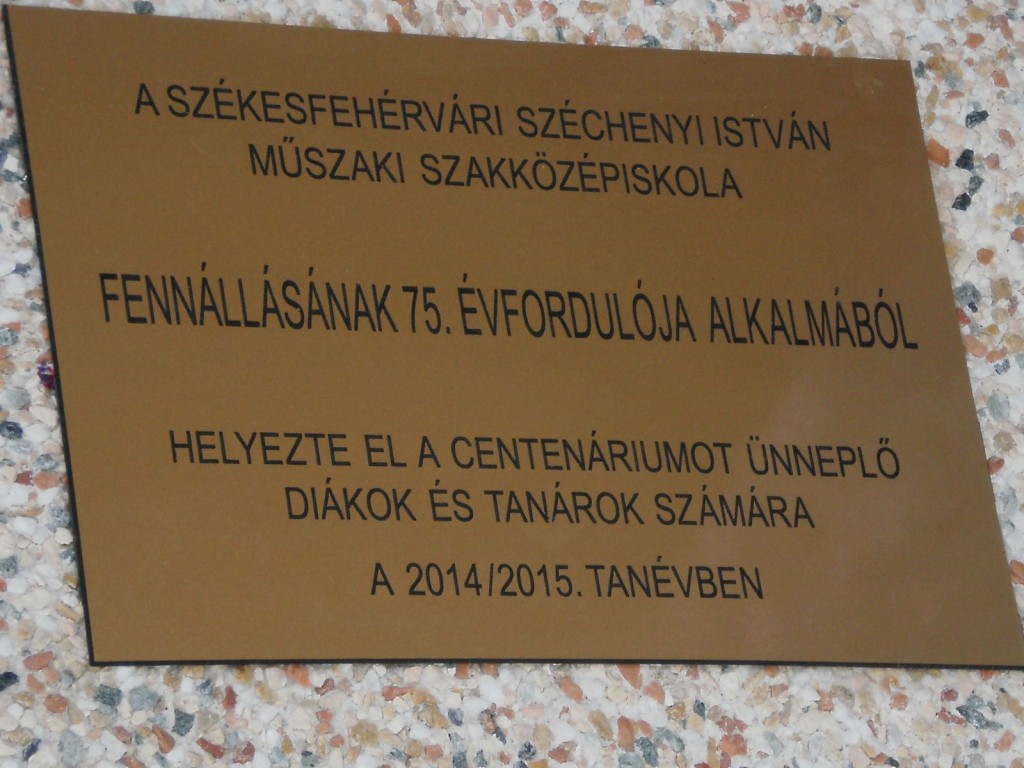 A SZÉKESFEHÉRVÁRI SZÉCHENYI ISTVÁN
MŰSZAKI SZAKKÖZÉPISKOLA
FENNÁLLÁSÁNAK 75. ÉVFORDULÓJA ALKALMÁBÓL
HELYEZTE EL A CENTENÁRIUMOT ÜNNEPLŐ
DIÁKOK ÉS TANÁROK SZÁMÁRA
A 2014/2015. TANÉVBEN